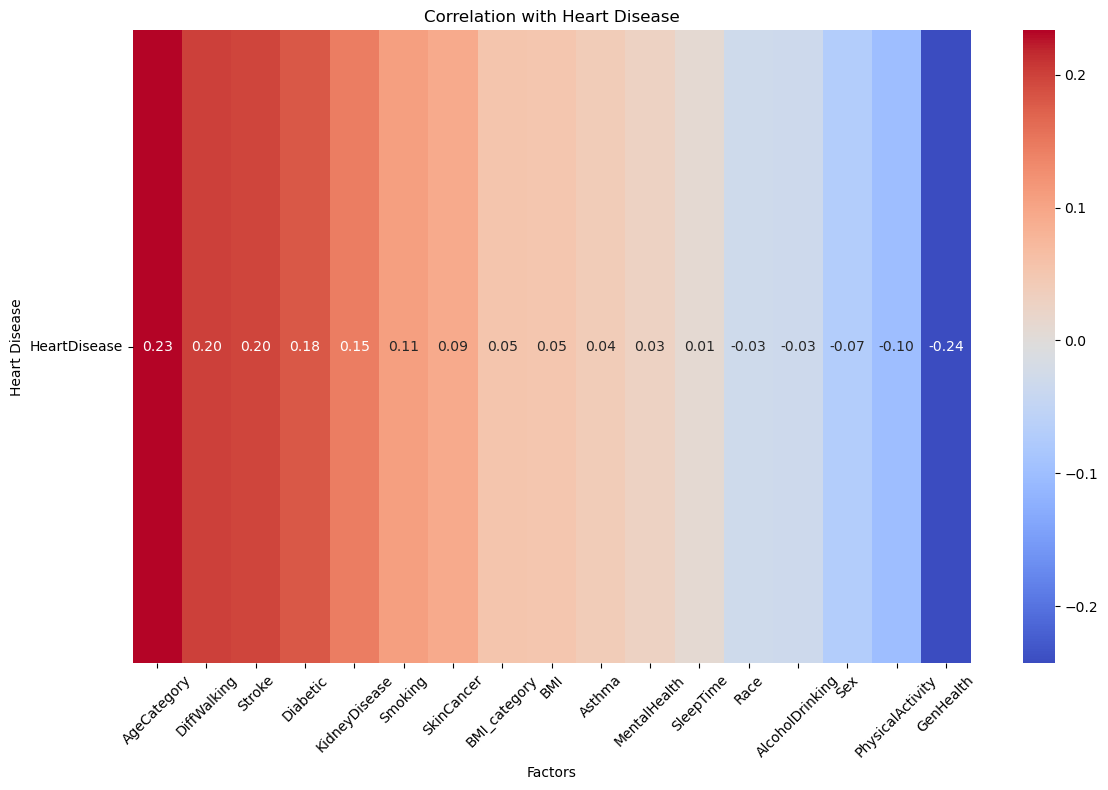 Correlation with Heart Disease
Heart Disease
HeartDisease
0.23 0.20 0.20 0.18 0.15 0.11 0.09 0.05 0.05 0.04 0.03 0.01 -0.03 -0.03 -0.07 -0.10 -0.24
AgeCategory
DiffWalking
Stroke
Diabetic
KidneyDisease
Smoking
SkinCancer
BMI_category
BMI
Asthma
MentalHealth
SleepTime
Race
AlcoholDrinking
Sex
PhysicalActivity
GenHealth
Factors
0.2
0.1
0.0
−0.1
−0.2